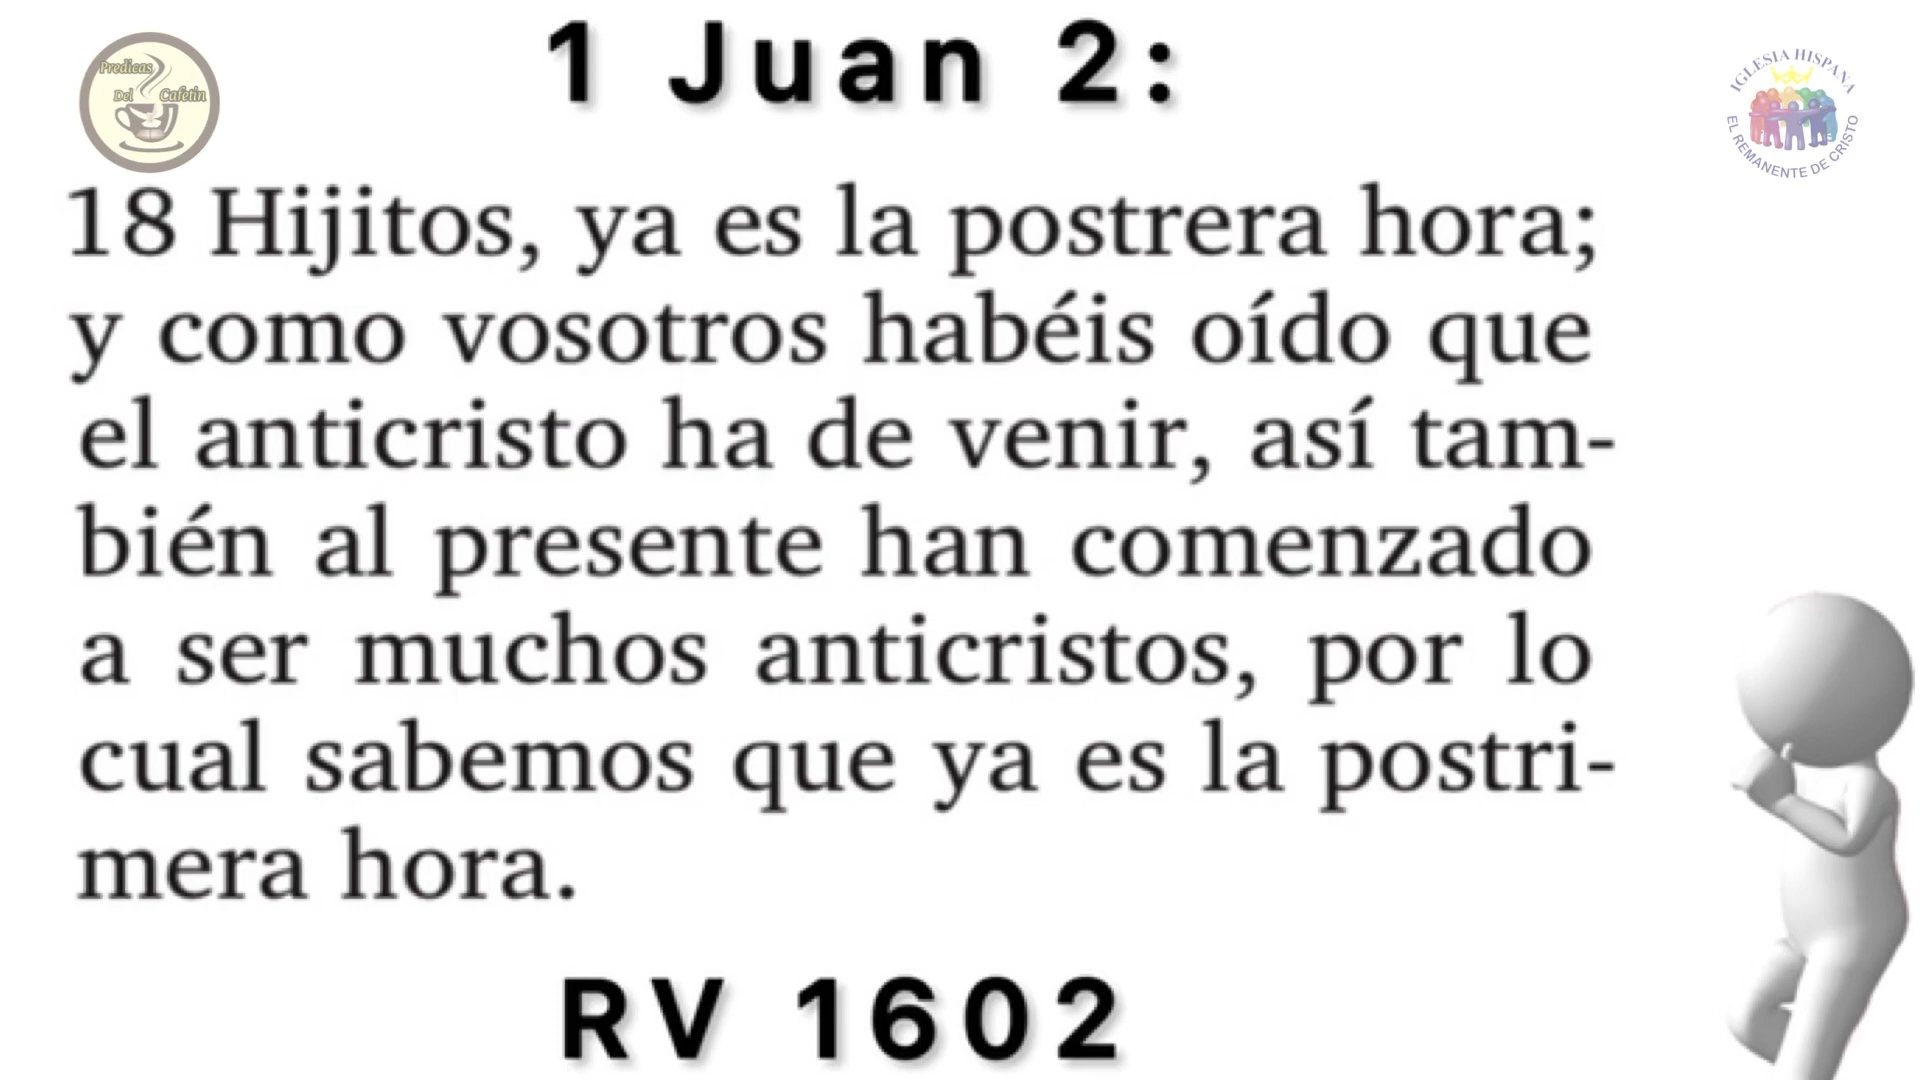 1 Juan 2:
Predicas
Del Cafetin
IGLESIA HISPANA
EL REMANENTE DE CRISTO
18 Hijitos, ya es la postrera hora;
y como vosotros habéis oído que
el anticristo ha de venir, así tam-
bién al presente han comenzado
a ser muchos anticristos, por lo
cual sabemos que ya es la postri-
mera hora.
RV 1602